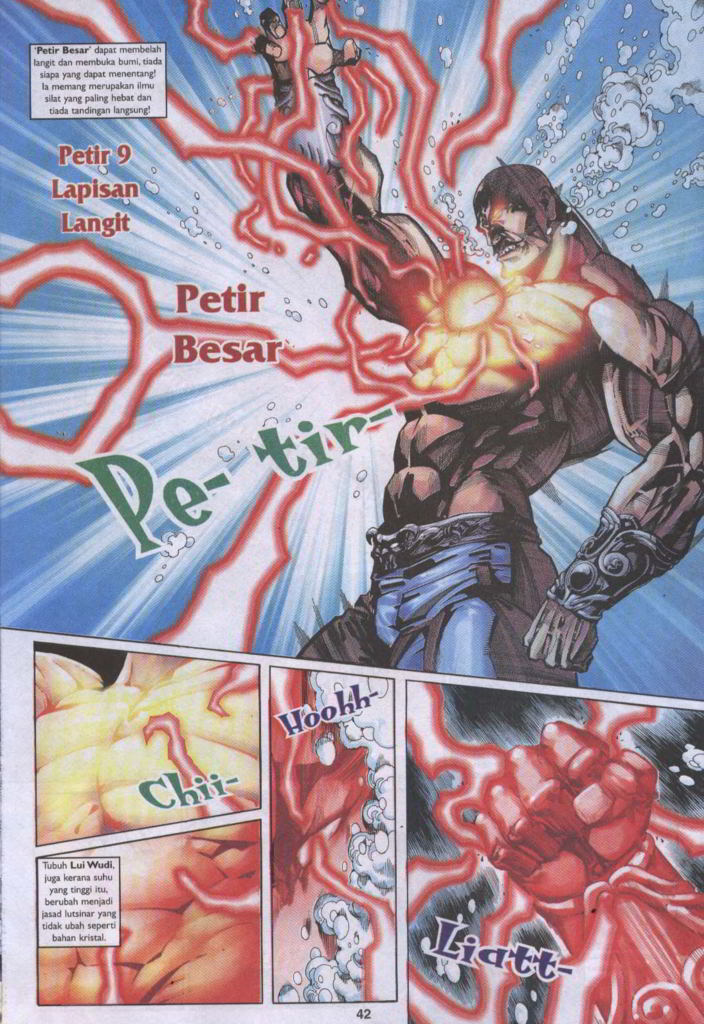 'Petir Besar' dapat membelah
langit dan membuka bumi, tiada
siapa yang dapat menentang!
Ia memang merupakan ilmu
silat yang paling hebat dan
tiada tandingan langsung!
Petir 9
Lapisan
Langit
Petir
Besar
Pe- tir-
Chii-
Hoohh-
Tubuh Lui Wudi,
juga kerana suhu
yang tinggi itu,
berubah menjadi
jasad lutsinar yang
tidak ubah seperti
bahan kristal.
Liatt-
42